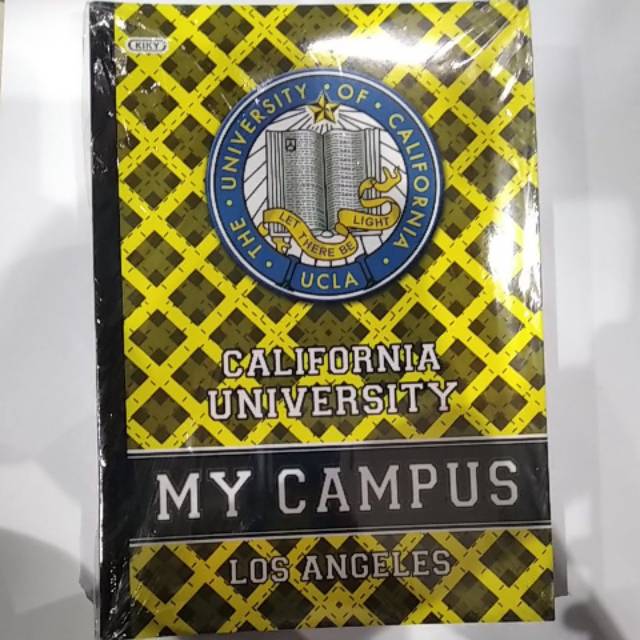 KIKY
THE · UNIVERSITY · OF · CALIFORNIA
LET THERE BE LIGHT
UCLA
CALIFORNIA
UNIVERSITY
MY CAMPUS
LOS ANGELES